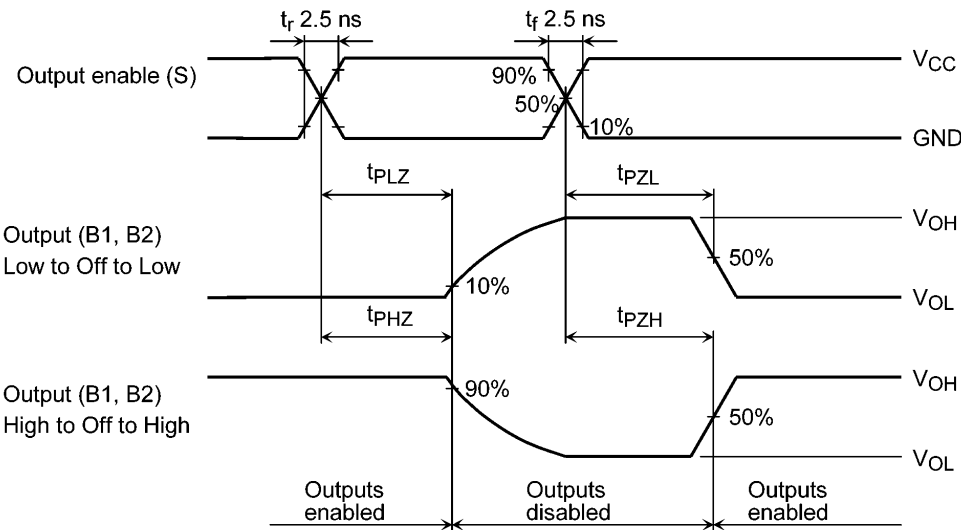 tr 2.5 ns
tf 2.5 ns
Output enable (S)
90%
50%
10%
VCC
GND
tPLZ
tPZL
Output (B1, B2)
Low to Off to Low
10%
50%
VOH
VOL
tPHZ
tPZH
Output (B1, B2)
High to Off to High
90%
50%
VOH
VOL
Outputs
enabled
Outputs
disabled
Outputs
enabled